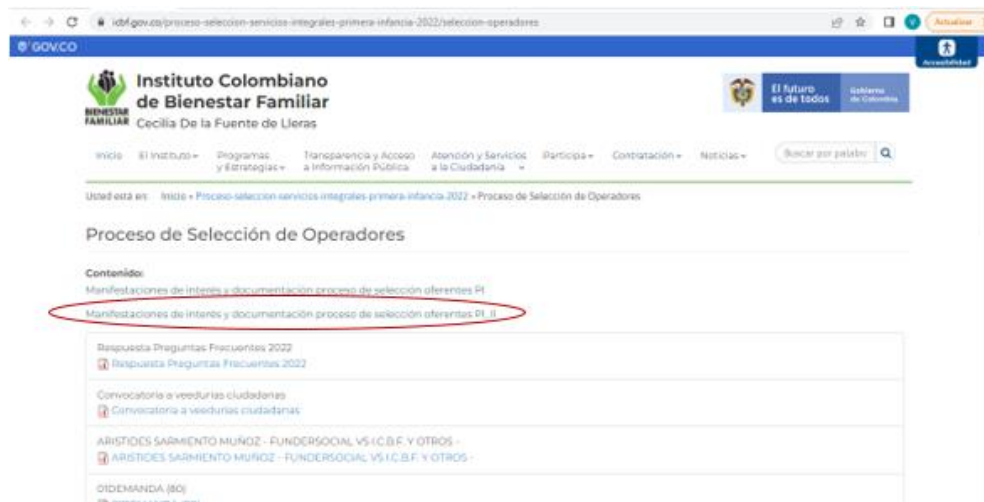 icbf.gov.co/proceso-seleccion-servicios-integrales-primera-infancia-2022/seleccion-operadores
Actualizar
GOV.CO
Accesibilidad
BIENESTAR
FAMILIAR
Instituto Colombiano
de Bienestar Familiar
Cecilia De la Fuente de Lleras
El futuro
es de todos
Gobierno
de Colombia
Inicio El Instituto Programas
y Estrategias Transparencia y Acceso
a Información Pública Atención y Servicios
a la Ciudadanía Participa Contratación Noticias
Buscar por palabr
Usted está en: Inicio » Proceso-seleccion-servicios-integrales-primera-infancia-2022 » Proceso de Selección de Operadores
Proceso de Selección de Operadores
Contenido:
Manifestaciones de interés y documentación proceso de selección oferentes PI
Manifestaciones de interés y documentación proceso de selección oferentes PI_II
Respuesta Preguntas Frecuentes 2022
Respuesta Preguntas Frecuentes 2022
Convocatoria a veedurias ciudadanas
Convocatoria a veedurias ciudadanas
ARISTIDES SARMIENTO MUÑOZ - FUNDERSOCIAL VS I.C.B.F. Y OTROS -
ARISTIDES SARMIENTO MUÑOZ - FUNDERSOCIAL VS I.C.B.F. Y OTROS -
01DEMANDA (80)